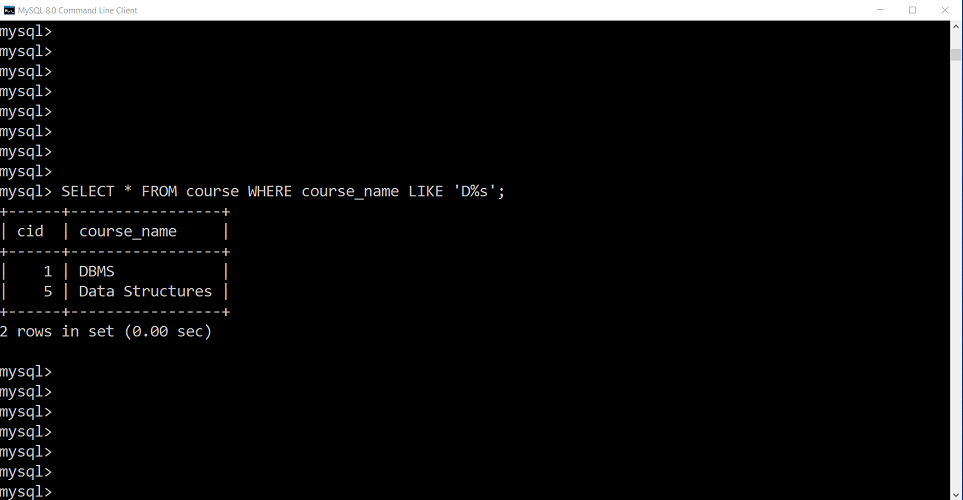 MySQL 8.0 Command Line Client
mysql>
mysql>
mysql>
mysql>
mysql>
mysql>
mysql>
mysql>
mysql> SELECT * FROM course WHERE course_name LIKE 'D%s';
+------+-----------------+
| cid  | course_name     |
+------+-----------------+
|    1 | DBMS            |
|    5 | Data Structures |
+------+-----------------+
2 rows in set (0.00 sec)
mysql>
mysql>
mysql>
mysql>
mysql>
mysql>
mysql>